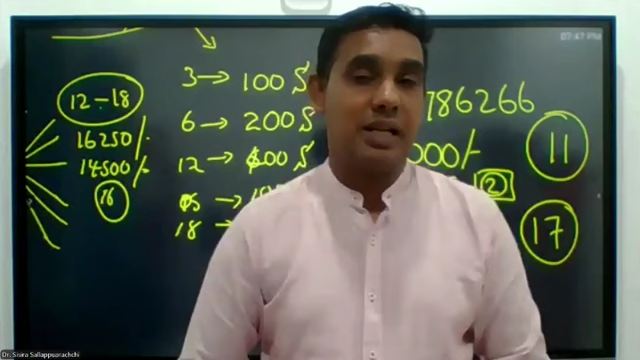 07:47 PM
12 – 18
16250/-
14500/-
16
3 → 100
6 → 200
12 → 600
18 →
786266
000/-
2
11
17
Dr. Sisira Sallappuarachchi